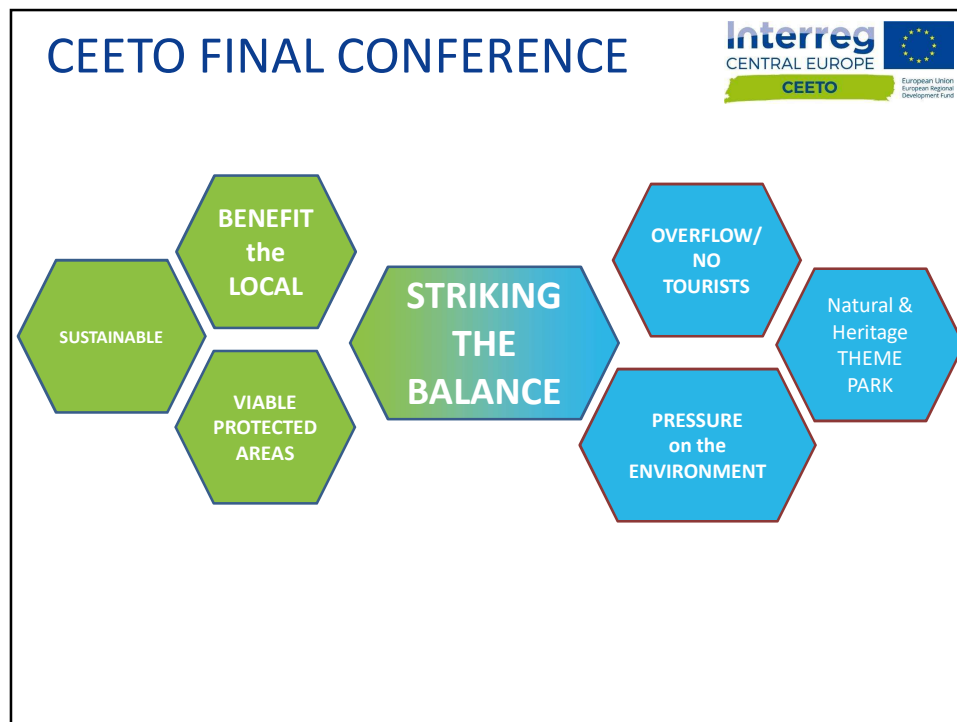 CEETO FINAL CONFERENCE
Interreg
CENTRAL EUROPE
CEETO
European Union
European Regional
Development Fund
BENEFIT
the
LOCAL
SUSTAINABLE
VIABLE
PROTECTED
AREAS
STRIKING
THE
BALANCE
OVERFLOW/
NO
TOURISTS
Natural &
Heritage
THEME
PARK
PRESSURE
on the
ENVIRONMENT